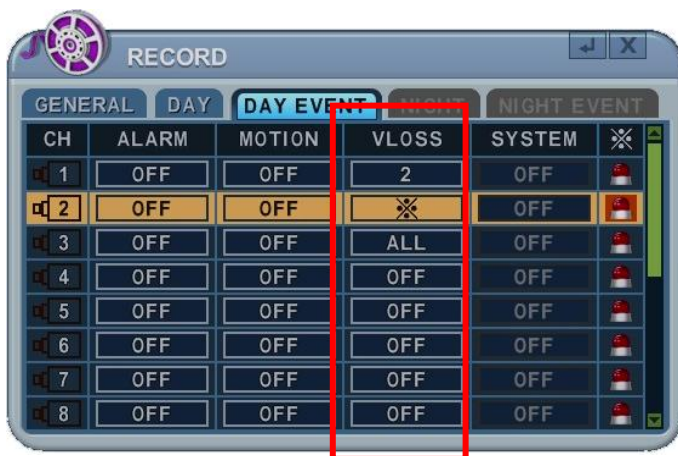 RECORD
X
GENERAL DAY DAY EVENT NIGHT NIGHT EVENT
CH ALARM MOTION VLOSS SYSTEM ※
1 OFF OFF 2 OFF
2 OFF OFF ※ OFF
3 OFF OFF ALL OFF
4 OFF OFF OFF OFF
5 OFF OFF OFF OFF
6 OFF OFF OFF OFF
7 OFF OFF OFF OFF
8 OFF OFF OFF OFF